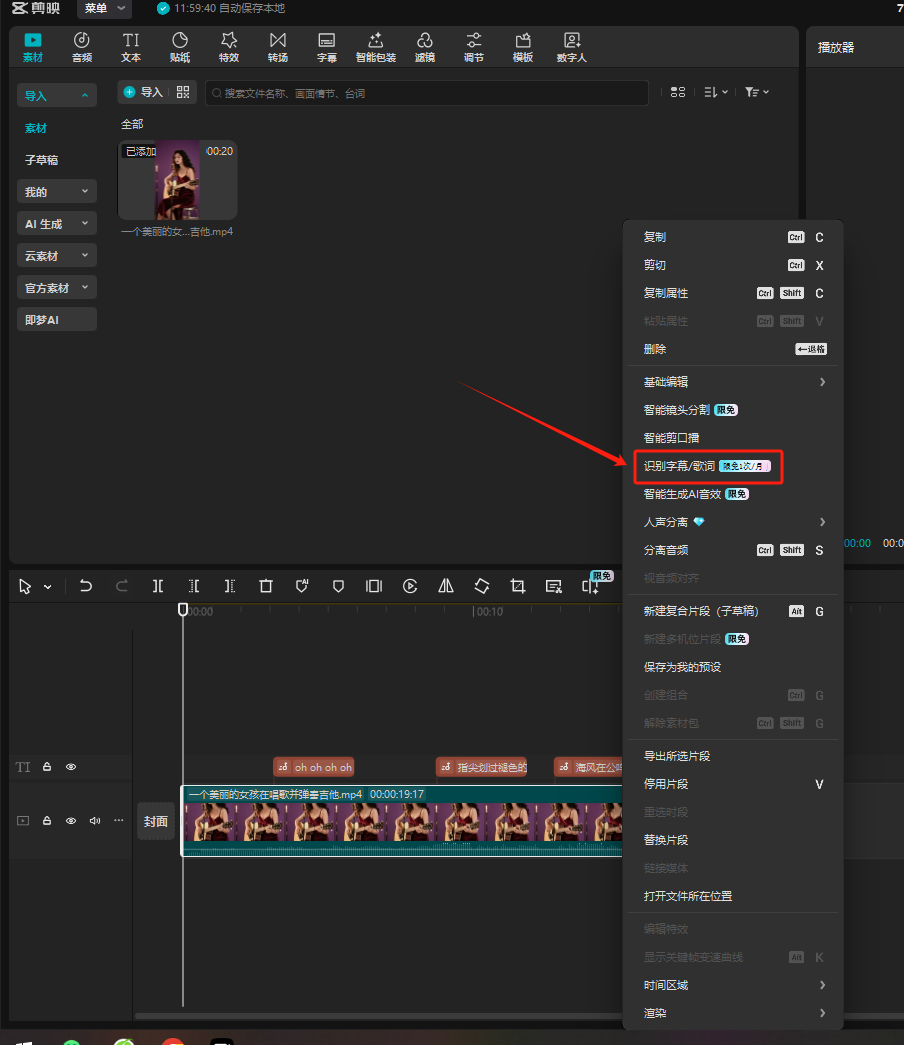 剪映 菜单 11:59:40 自动保存本地
素材 音频 文本 贴纸 特效 转场 字幕 智能包装 滤镜 调节 模板 数字人
播放器
导入
素材
子草稿
我的
AI 生成
云素材
官方素材
即梦AI
导入 搜索文件名称、画面情节、台词
全部
已添加 00:20
一个美丽的女...吉他.mp4
复制 Ctrl C
剪切 Ctrl X
复制属性 Ctrl Shift C
粘贴属性 Ctrl Shift V
删除 ←退格
基础编辑
智能镜头分割 限免
智能剪口播
识别字幕/歌词 限免1次/月
智能生成AI音效 限免
人声分离
分离音频 Ctrl Shift S
视音频对齐
新建复合片段（子草稿） Alt G
新建多机位片段 限免
保存为我的预设
创建组合 Ctrl G
解除素材包 Ctrl Shift G
导出所选片段
停用片段 V
重选时段
替换片段
链接媒体
打开文件所在位置
编辑特效
显示关键帧变速曲线 Alt K
时间区域
渲染
00:00 00:0
限免
00:00 00:10
TI
oh oh oh oh 指尖划过褪色的 海风在
封面
一个美丽的女孩在唱歌并弹奏吉他.mp4 00:00:19:17